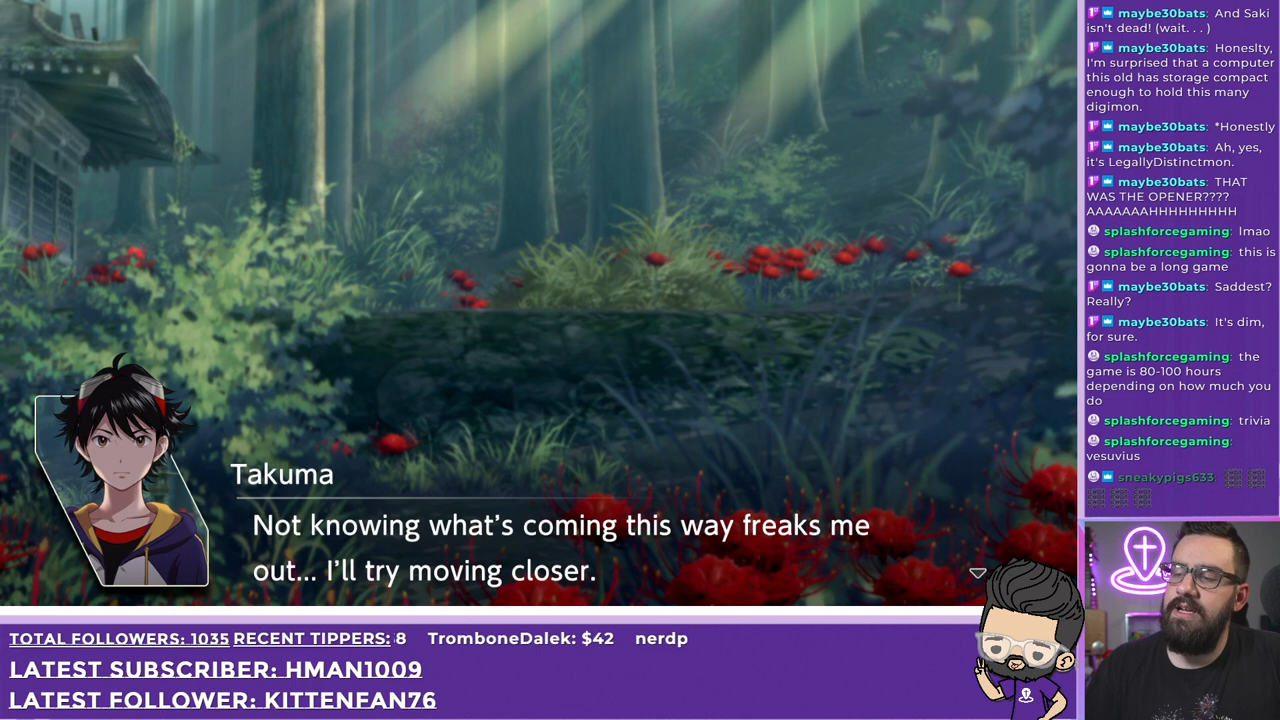 maybe30bats: And Saki
isn't dead! (wait. . . )
maybe30bats: Honeslty,
I'm surprised that a computer
this old has storage compact
enough to hold this many
digimon.
maybe30bats: *Honestly
maybe30bats: Ah, yes,
it's LegallyDistinctmon.
maybe30bats: THAT
WAS THE OPENER????
AAAAAAAHHHHHHHHH
splashforcegaming: lmao
splashforcegaming: this is
gonna be a long game
maybe30bats: Saddest?
Really?
maybe30bats: It's dim,
for sure.
splashforcegaming: the
game is 80-100 hours
depending on how much you
do
splashforcegaming: trivia
splashforcegaming:
vesuvius
sneakypigs633
Takuma
Not knowing what's coming this way freaks me
out... I'll try moving closer.
TOTAL FOLLOWERS: 1035 RECENT TIPPERS: 8 TromboneDalek: $42 nerdp
LATEST SUBSCRIBER: HMAN1009
LATEST FOLLOWER: KITTENFAN76